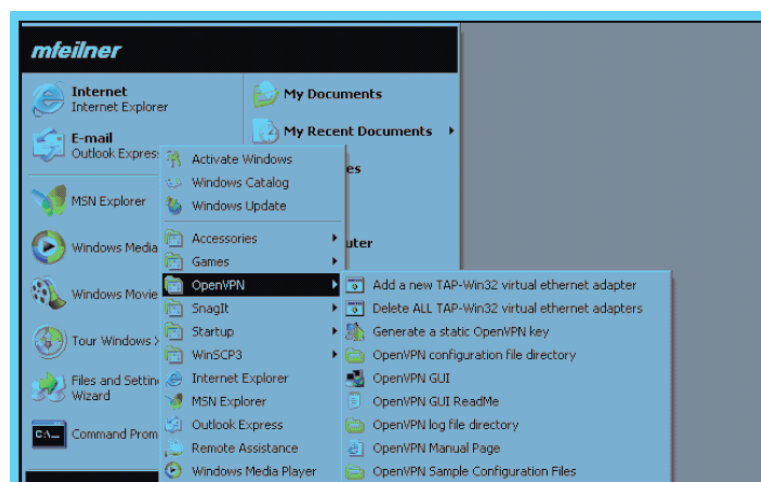 mfeilner
Internet
Internet Explorer
E-mail
Outlook Express
MSN Explorer
Windows Media
Windows Movie
Tour Windows
Files and Settin
Wizard
C:\_
Command Prom
My Documents
My Recent Documents
es
uter
Activate Windows
Windows Catalog
Windows Update
Accessories
Games
OpenVPN
SnagIt
Startup
WinSCP3
Internet Explorer
MSN Explorer
Outlook Express
Remote Assistance
Windows Media Player
Add a new TAP-Win32 virtual ethernet adapter
Delete ALL TAP-Win32 virtual ethernet adapters
Generate a static OpenVPN key
OpenVPN configuration file directory
OpenVPN GUI
OpenVPN GUI ReadMe
OpenVPN log file directory
OpenVPN Manual Page
OpenVPN Sample Configuration Files